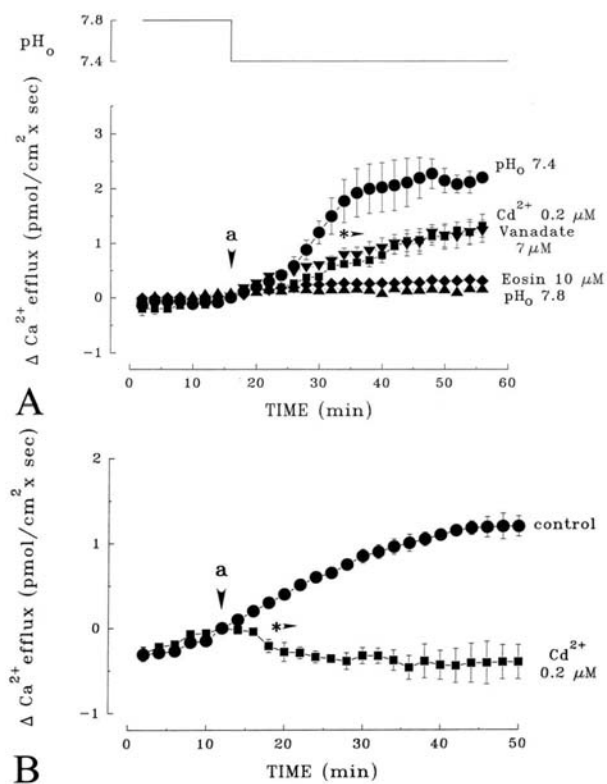 7.8
pHo
7.4
Δ Ca²⁺ efflux (pmol/cm² x sec)
3
2
1
0
-1
a
*
pHo 7.4
Cd²⁺ 0.2 μM
Vanadate
7 μM
Eosin 10 μM
pHo 7.8
0 10 20 30 40 50 60
TIME (min)
A
Δ Ca²⁺ efflux (pmol/cm² x sec)
2
1
0
-1
a
*
control
Cd²⁺
0.2 μM
0 10 20 30 40 50
TIME (min)
B